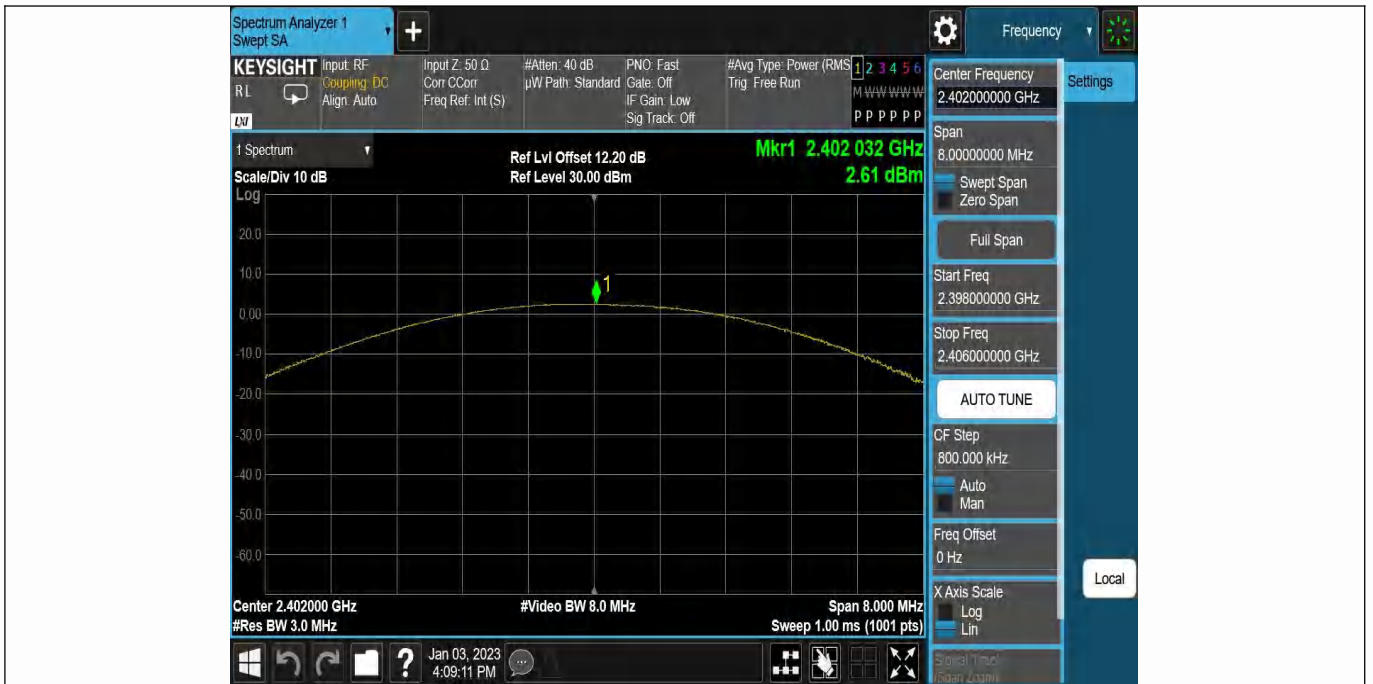 Spectrum Analyzer 1
Swept SA
+
Frequency
KEYSIGHT
RL
LXI
Input: RF
Coupling: DC
Align: Auto
Input Z: 50 Ω
Corr CCorr
Freq Ref: Int (S)
#Atten: 40 dB
µW Path: Standard
PNO: Fast
Gate: Off
IF Gain: Low
Sig Track: Off
#Avg Type: Power (RMS
Trig: Free Run
1 2 3 4 5 6
M W W W W W
P P P P P P
1 Spectrum
Scale/Div 10 dB
Log
Ref Lvl Offset 12.20 dB
Ref Level 30.00 dBm
Mkr1 2.402 032 GHz
2.61 dBm
1
20.0
10.0
0.00
-10.0
-20.0
-30.0
-40.0
-50.0
-60.0
Center 2.402000 GHz
#Res BW 3.0 MHz
#Video BW 8.0 MHz
Span 8.000 MHz
Sweep 1.00 ms (1001 pts)
Center Frequency
2.402000000 GHz
Settings
Span
8.00000000 MHz
Swept Span
Zero Span
Full Span
Start Freq
2.398000000 GHz
Stop Freq
2.406000000 GHz
AUTO TUNE
CF Step
800.000 kHz
Auto
Man
Freq Offset
0 Hz
X Axis Scale
Log
Lin
Signal Track
(Span Zoom)
Local
?
Jan 03, 2023
4:09:11 PM